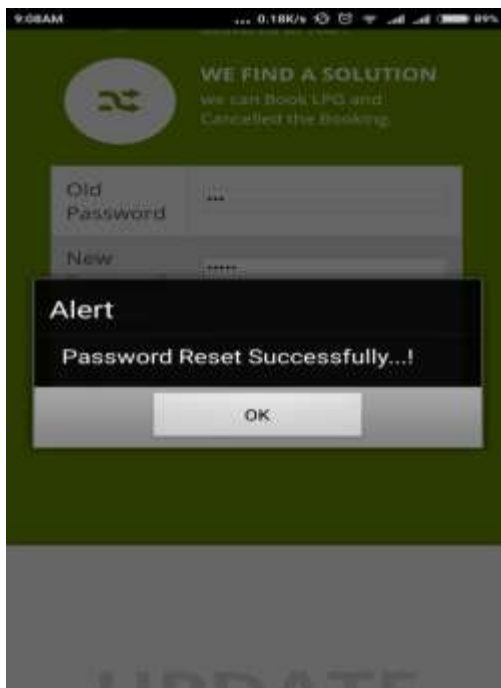 9:08AM
... 0.18K/s 89%
WE FIND A SOLUTION
we can Book LPG and
Cancelled the Booking.
Old
Password
...
New
.....
Alert
Password Reset Successfully...!
OK
UPDATE